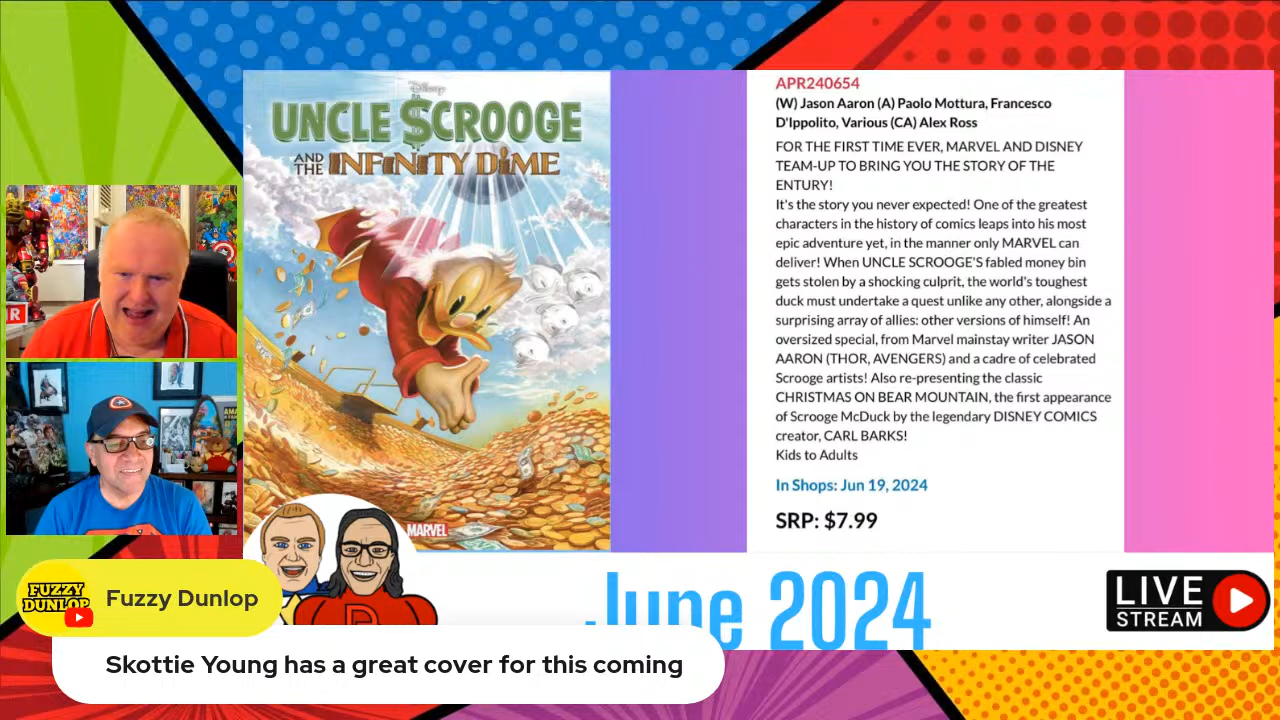 Disney
UNCLE $CROOGE
AND THE INFINITY DIME
MARVEL
APR240654
(W) Jason Aaron (A) Paolo Mottura, Francesco
D'Ippolito, Various (CA) Alex Ross
FOR THE FIRST TIME EVER, MARVEL AND DISNEY
TEAM-UP TO BRING YOU THE STORY OF THE
ENTURY!
It's the story you never expected! One of the greatest
characters in the history of comics leaps into his most
epic adventure yet, in the manner only MARVEL can
deliver! When UNCLE SCROOGE'S fabled money bin
gets stolen by a shocking culprit, the world's toughest
duck must undertake a quest unlike any other, alongside a
surprising array of allies: other versions of himself! An
oversized special, from Marvel mainstay writer JASON
AARON (THOR, AVENGERS) and a cadre of celebrated
Scrooge artists! Also re-presenting the classic
CHRISTMAS ON BEAR MOUNTAIN, the first appearance
of Scrooge McDuck by the legendary DISNEY COMICS
creator, CARL BARKS!
Kids to Adults
In Shops: Jun 19, 2024
SRP: $7.99
June 2024
LIVE
STREAM
FUZZY
DUNLOP
Fuzzy Dunlop
Skottie Young has a great cover for this coming